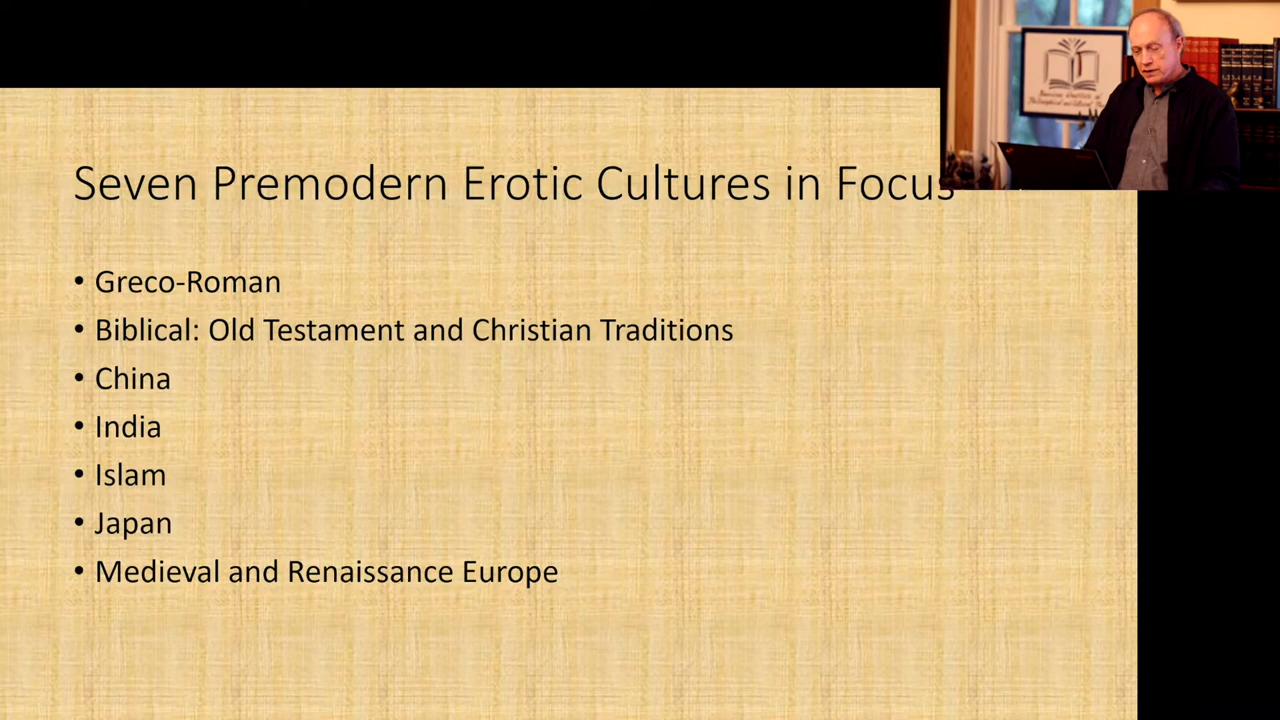 Seven Premodern Erotic Cultures in Focus
• Greco-Roman
• Biblical: Old Testament and Christian Traditions
• China
• India
• Islam
• Japan
• Medieval and Renaissance Europe